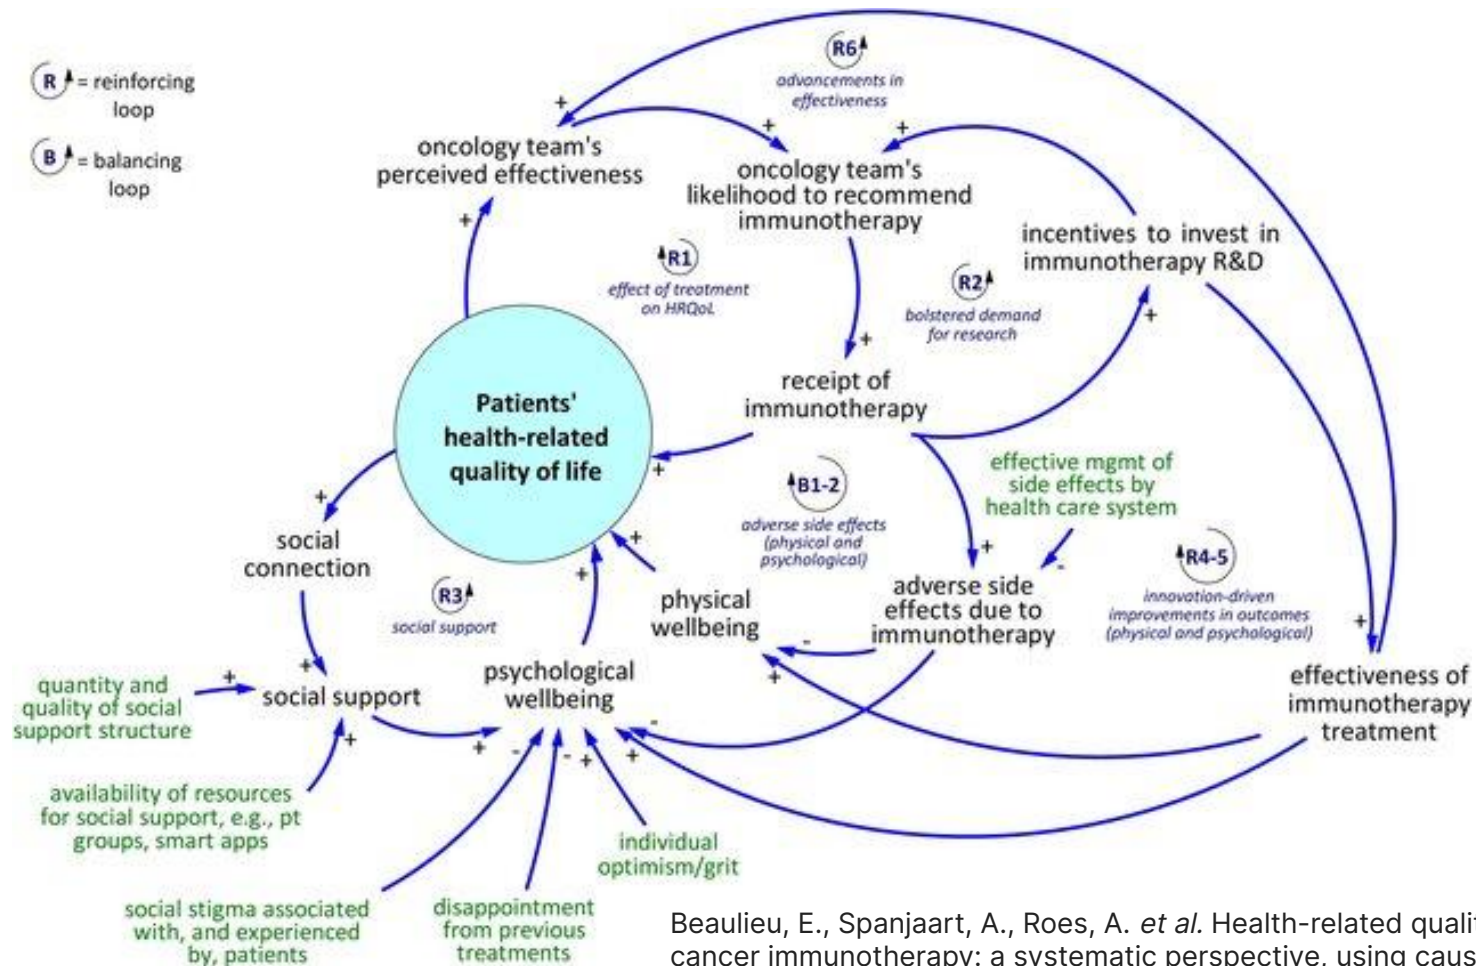 R = reinforcing
loop
B = balancing
loop
R6
advancements in
effectiveness
+
+
+
oncology team's
perceived effectiveness
oncology team's
likelihood to recommend
immunotherapy
incentives to invest in
immunotherapy R&D
+
R1
effect of treatment
on HRQoL
R2
bolstered demand
for research
+
+
Patients'
health-related
quality of life
receipt of
immunotherapy
+
effective mgmt of
side effects by
health care system
B1-2
adverse side effects
(physical and
psychological)
+
social
connection
+
+
+
-
R4-5
innovation-driven
improvements in outcomes
(physical and psychological)
adverse side
effects due to
immunotherapy
R3
social support
physical
wellbeing
-
+
+
effectiveness of
immunotherapy
treatment
psychological
wellbeing
+
quantity and
quality of social
support structure
+
social support
-
+
+
-
-
+
+
availability of resources
for social support, e.g., pt
groups, smart apps
individual
optimism/grit
social stigma associated
with, and experienced
by, patients
disappointment
from previous
treatments
Beaulieu, E., Spanjaart, A., Roes, A. et al. Health-related qualit
cancer immunotherapy: a systematic perspective, using caus